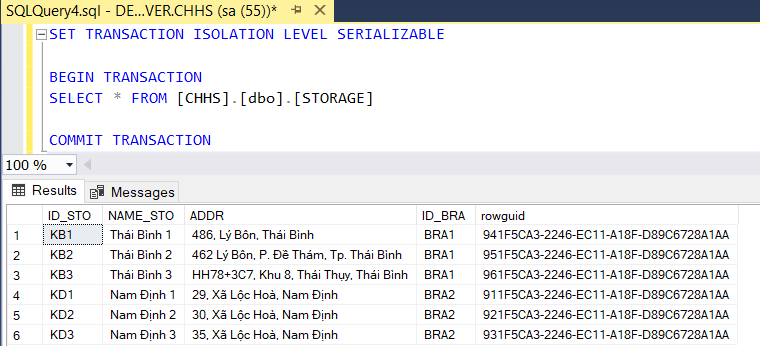 SQLQuery4.sql - DE...VER.CHHS (sa (55))*
SET TRANSACTION ISOLATION LEVEL SERIALIZABLE
BEGIN TRANSACTION
SELECT * FROM [CHHS].[dbo].[STORAGE]
COMMIT TRANSACTION
100 %
Results Messages
ID_STO NAME_STO ADDR ID_BRA rowguid
1 KB1 Thái Bình 1 486, Lý Bôn, Thái Bình BRA1 941F5CA3-2246-EC11-A18F-D89C6728A1AA
2 KB2 Thái Bình 2 462 Lý Bôn, P. Đề Thám, Tp. Thái Bình BRA1 951F5CA3-2246-EC11-A18F-D89C6728A1AA
3 KB3 Thái Bình 3 HH78+3C7, Khu 8, Thái Thụy, Thái Bình BRA1 961F5CA3-2246-EC11-A18F-D89C6728A1AA
4 KD1 Nam Định 1 29, Xã Lộc Hoà, Nam Định BRA2 911F5CA3-2246-EC11-A18F-D89C6728A1AA
5 KD2 Nam Định 2 30, Xã Lộc Hoà, Nam Định BRA2 921F5CA3-2246-EC11-A18F-D89C6728A1AA
6 KD3 Nam Định 3 35, Xã Lộc Hoà, Nam Định BRA2 931F5CA3-2246-EC11-A18F-D89C6728A1AA